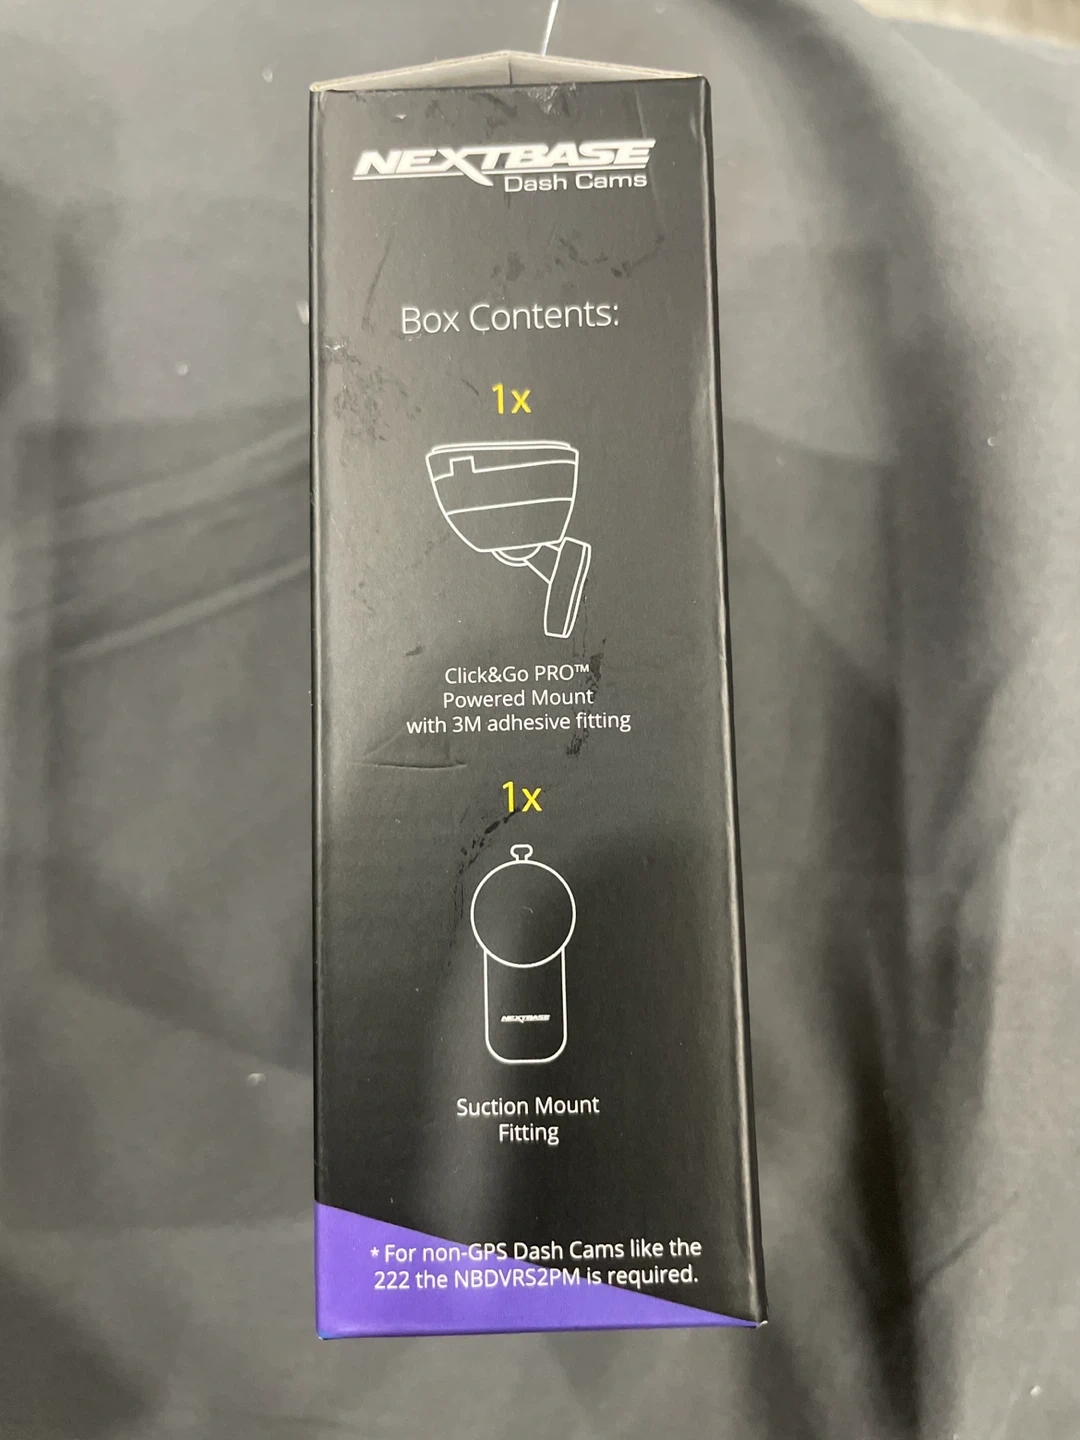 NEXTBASE
Dash Cams
Box Contents:
1x
Click&Go PRO™
Powered Mount
with 3M adhesive fitting
1x
NEXTBASE
Suction Mount
Fitting
* For non-GPS Dash Cams like the
222 the NBDVRS2PM is required.